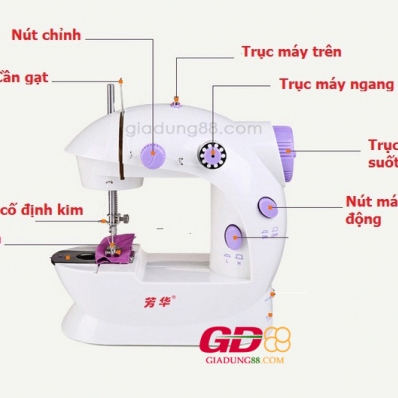 Nút chỉnh
Trục máy trên
Cần gạt
Trục máy ngang
giadung88.com
Trục
suốt
cố định kim
Nút má
động
L H
芳华®
GD88
GIADUNG88.COM